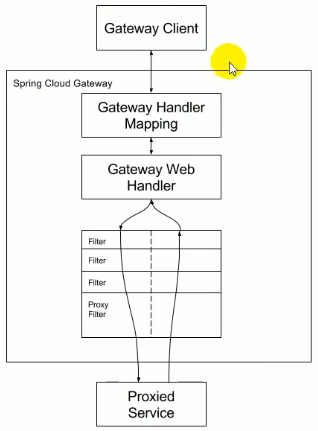 Gateway Client
Spring Cloud Gateway
Gateway Handler
Mapping
Gateway Web
Handler
Filter
Filter
Filter
Proxy
Filter
Proxied
Service